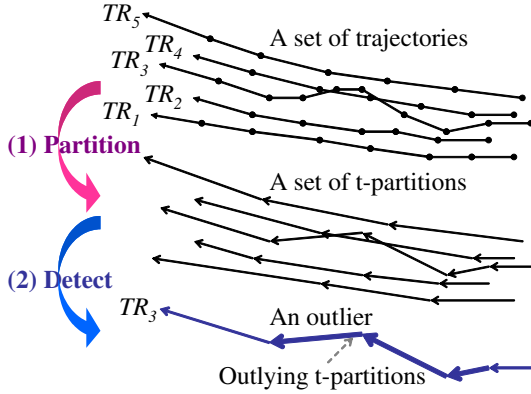 TR5
A set of trajectories
TR4
TR3
TR2
TR1
(1) Partition
A set of t-partitions
(2) Detect
TR3
An outlier
Outlying t-partitions